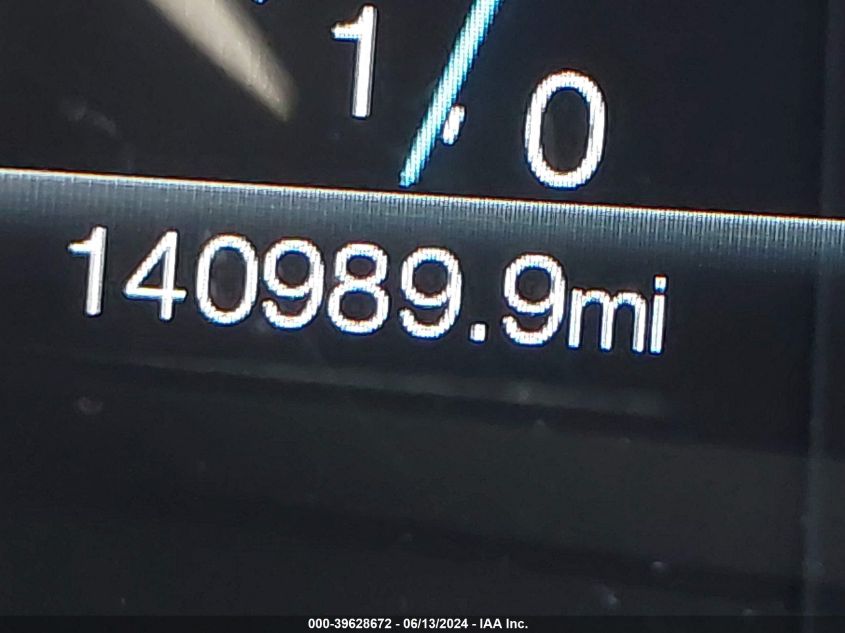 1
, 0
140989.9mi
000-39628672 - 06/13/2024 - IAA Inc.